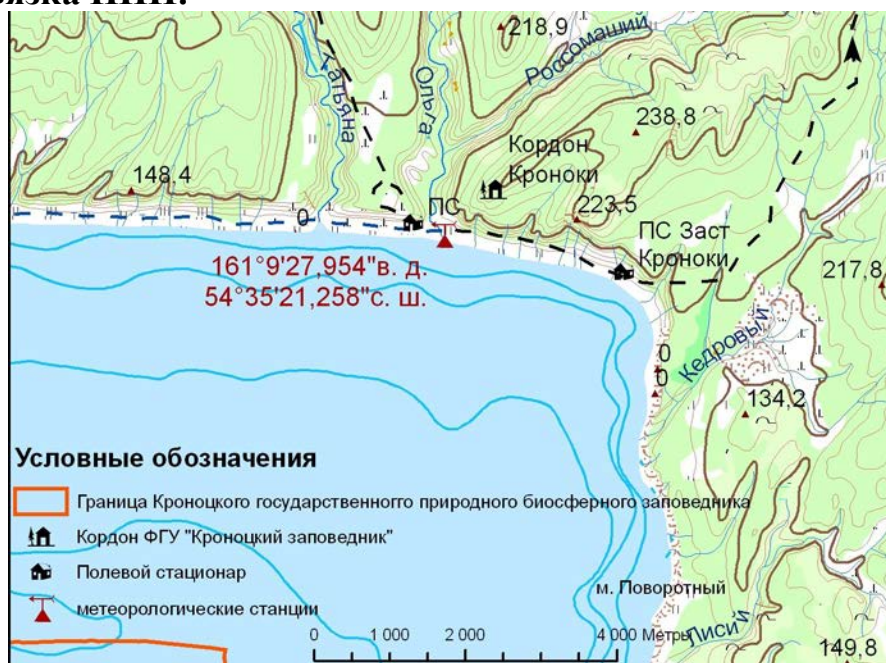 218,9
Россомаший
Татьяна
Ольга
238,8
Кордон
Кроноки
148,4
0
ПС
223,5
ПС Заст
Кроноки
161°9'27,954"в. д.
54°35'21,258"с. ш.
217,8
0
0
Кедровый
134,2
Условные обозначения
Граница Кроноцкого государственногго природного биосферного заповедника
Кордон ФГУ "Кроноцкий заповедник"
Полевой стационар
метеорологические станции
м. Поворотный
Лисий
0 1 000 2 000 4 000 Метры
149,8